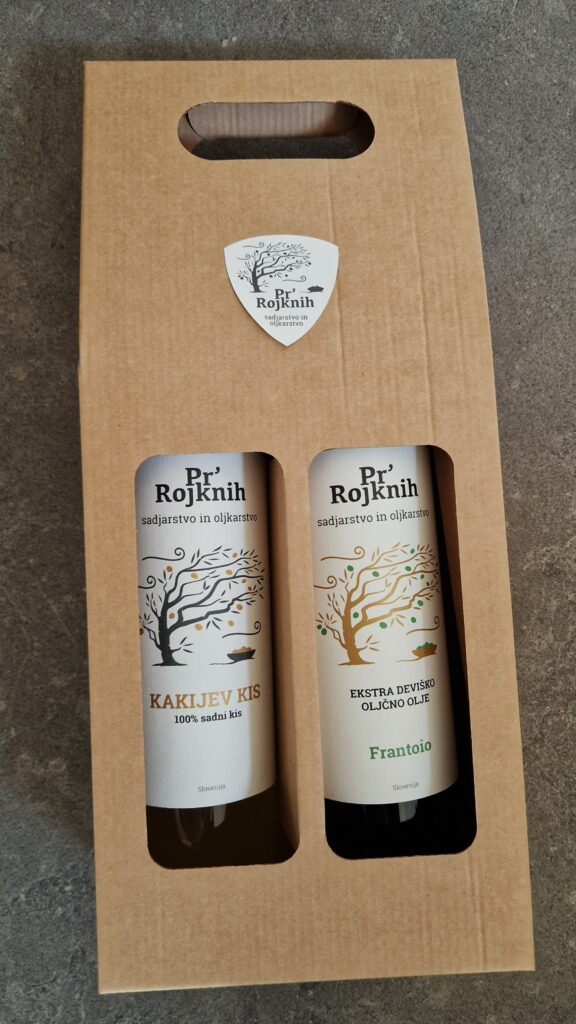 Pr'
Rojknih
sadjarstvo in
oljkarstvo
Pr'
Rojknih
sadjarstvo in oljkarstvo
KAKIJEV KIS
100% sadni kis
Slovenija
Pr'
Rojknih
sadjarstvo in oljkarstvo
EKSTRA DEVIŠKO
OLJČNO OLJE
Frantoio
Slovenija